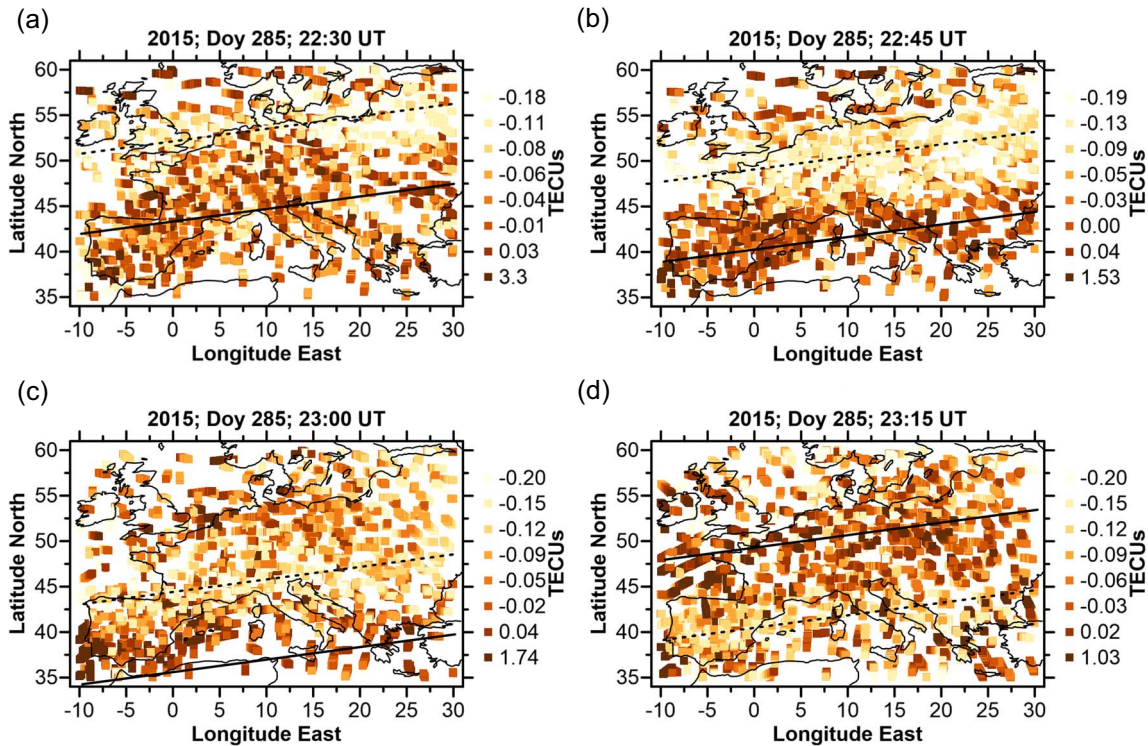 (a)
2015; Doy 285; 22:30 UT
60
55
50
45
40
35
Latitude North
-10 -5 0 5 10 15 20 25 30
Longitude East
-0.18
-0.11
-0.08
-0.06
-0.04
-0.01
0.03
3.3
TECUs
(b)
2015; Doy 285; 22:45 UT
60
55
50
45
40
35
Latitude North
-10 -5 0 5 10 15 20 25 30
Longitude East
-0.19
-0.13
-0.09
-0.05
-0.03
0.00
0.04
1.53
TECUs
(c)
2015; Doy 285; 23:00 UT
60
55
50
45
40
35
Latitude North
-10 -5 0 5 10 15 20 25 30
Longitude East
-0.20
-0.15
-0.12
-0.09
-0.05
-0.02
0.04
1.74
TECUs
(d)
2015; Doy 285; 23:15 UT
60
55
50
45
40
35
Latitude North
-10 -5 0 5 10 15 20 25 30
Longitude East
-0.20
-0.15
-0.12
-0.09
-0.06
-0.03
0.02
1.03
TECUs